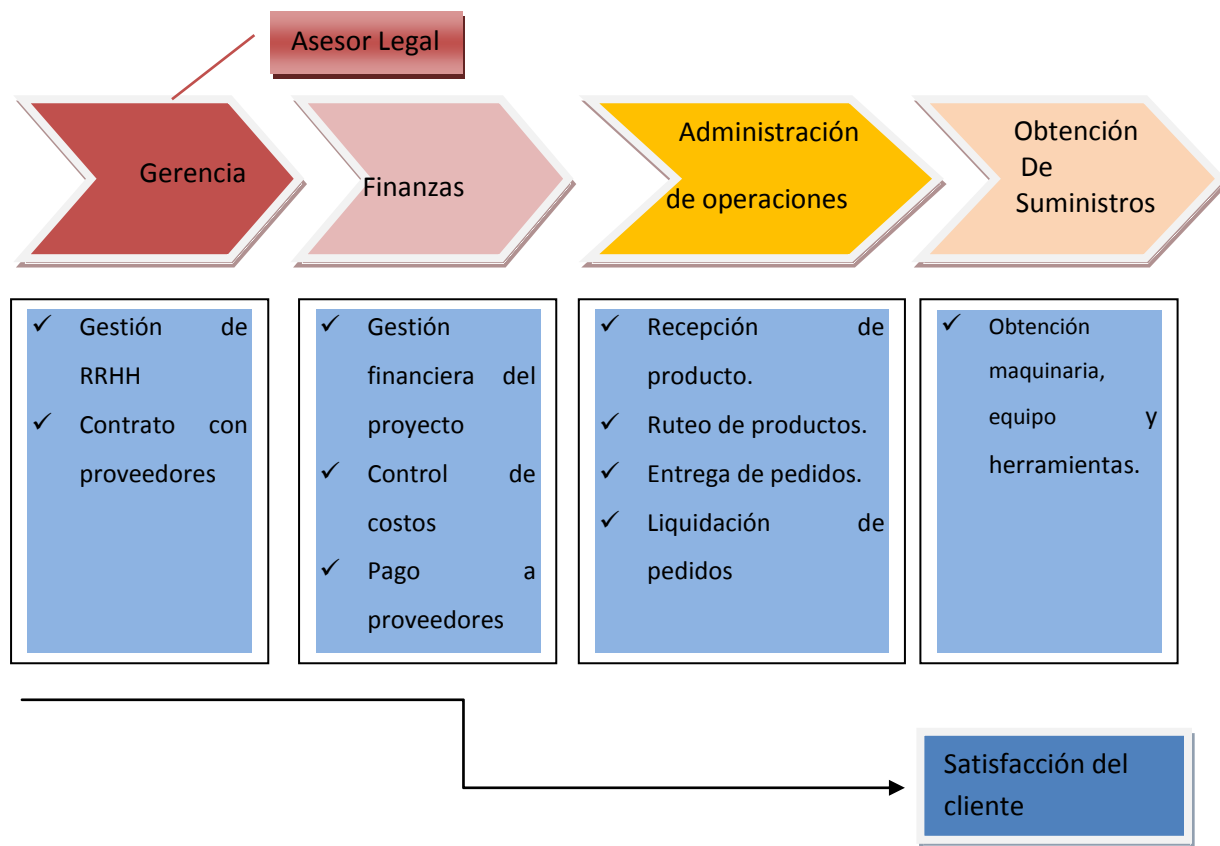 Asesor Legal
Gerencia
Finanzas
Administración
de operaciones
Obtención
De
Suministros
✓ Gestión de
RRHH
✓ Contrato con
proveedores
✓ Gestión
financiera del
proyecto
✓ Control de
costos
✓ Pago a
proveedores
✓ Recepción de
producto.
✓ Ruteo de productos.
✓ Entrega de pedidos.
✓ Liquidación de
pedidos
✓ Obtención
maquinaria,
equipo y
herramientas.
Satisfacción del
cliente